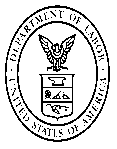 DEPARTMENT OF LABOR
UNITED STATES OF AMERICA